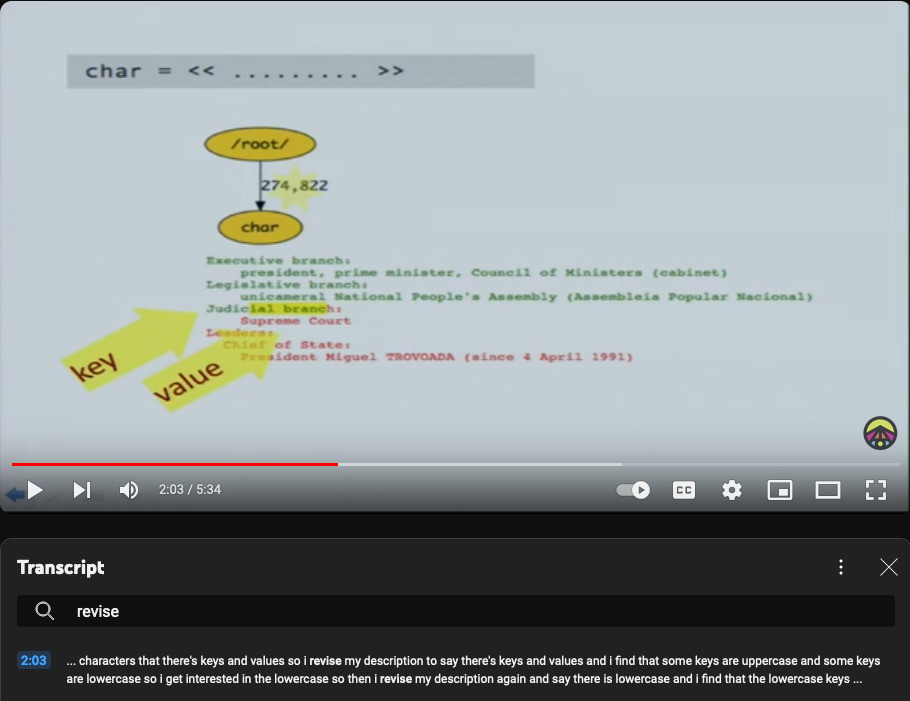 char = << ......... >>
/root/
274,822
char
Executive branch:
president, prime minister, Council of Ministers (cabinet)
Legislative branch:
unicameral National People's Assembly (Assembleia Popular Nacional)
Judicial branch:
Supreme Court
Leaders:
Chief of State:
President Miguel TROVOADA (since 4 April 1991)
key
value
2:03 / 5:34
CC
Transcript
revise
2:03 ... characters that there's keys and values so i revise my description to say there's keys and values and i find that some keys are uppercase and some keys
are lowercase so i get interested in the lowercase so then i revise my description again and say there is lowercase and i find that the lowercase keys ...